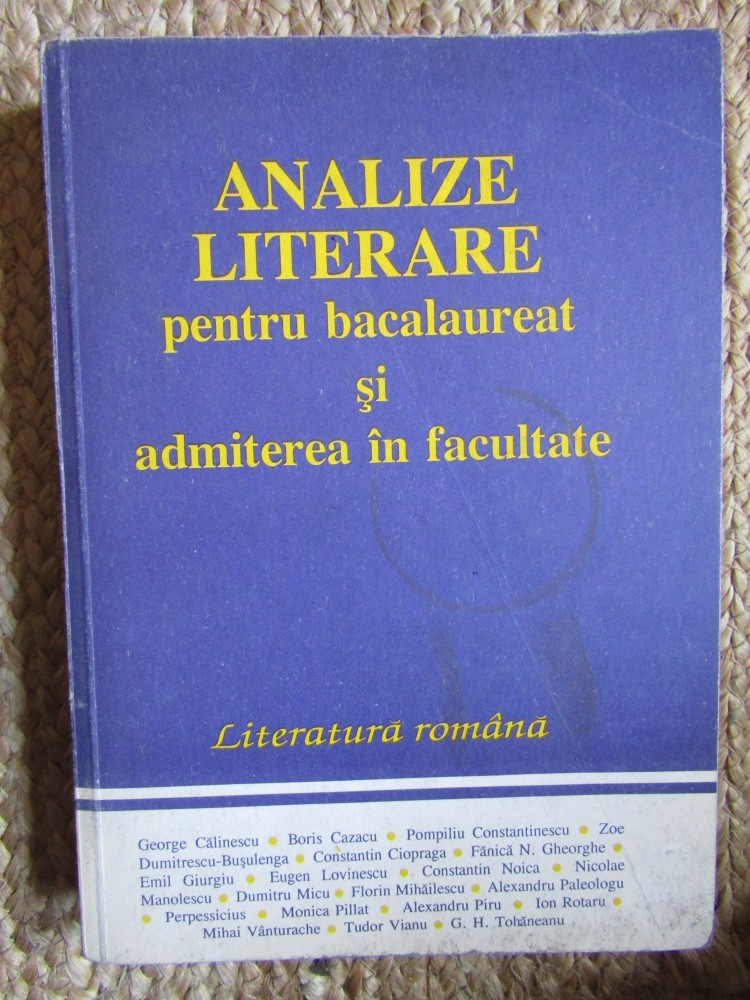 ANALIZE
LITERARE
pentru bacalaureat
şi
admiterea în facultate
Literatură română
George Călinescu • Boris Cazacu • Pompiliu Constantinescu • Zoe
Dumitrescu-Buşulenga • Constantin Ciopraga • Fănică N. Gheorghe •
Emil Giurgiu • Eugen Lovinescu • Constantin Noica • Nicolae
Manolescu • Dumitru Micu • Florin Mihăilescu • Alexandru Paleologu
• Perpessicius • Monica Pillat • Alexandru Piru • Ion Rotaru •
Mihai Vânturache • Tudor Vianu • G. H. Tohăneanu